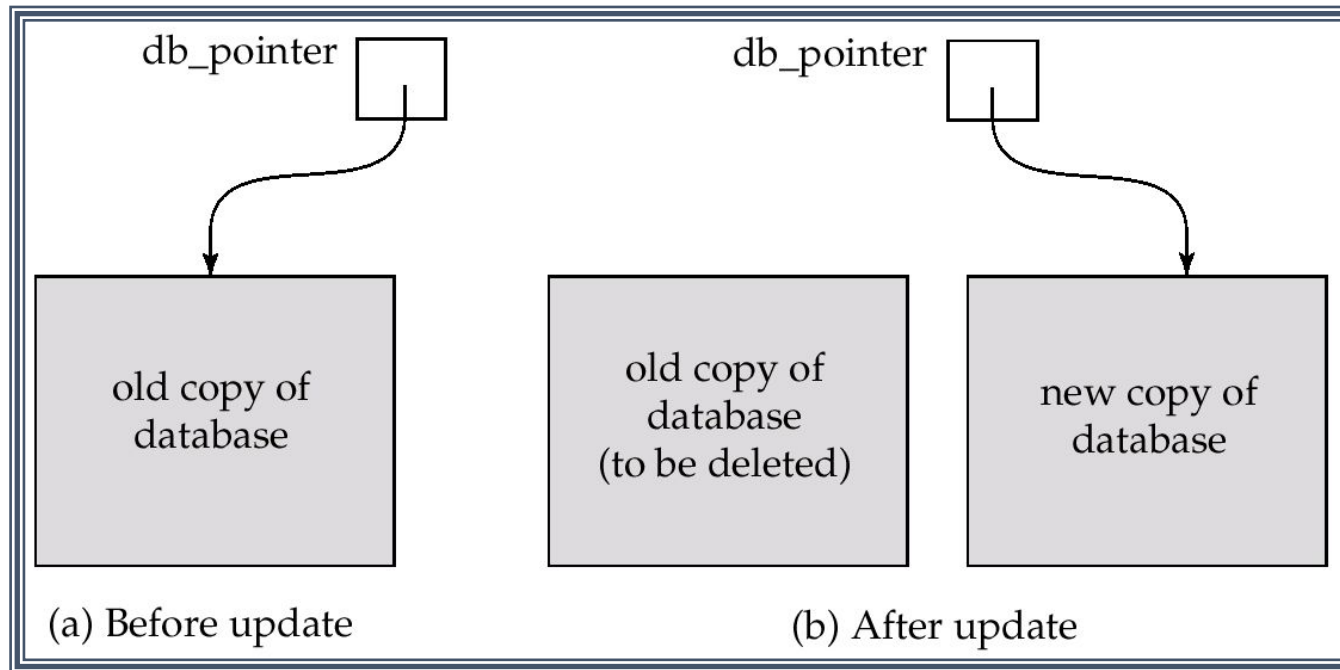 db_pointer
old copy of
database
(a) Before update
db_pointer
old copy of
database
(to be deleted)
new copy of
database
(b) After update